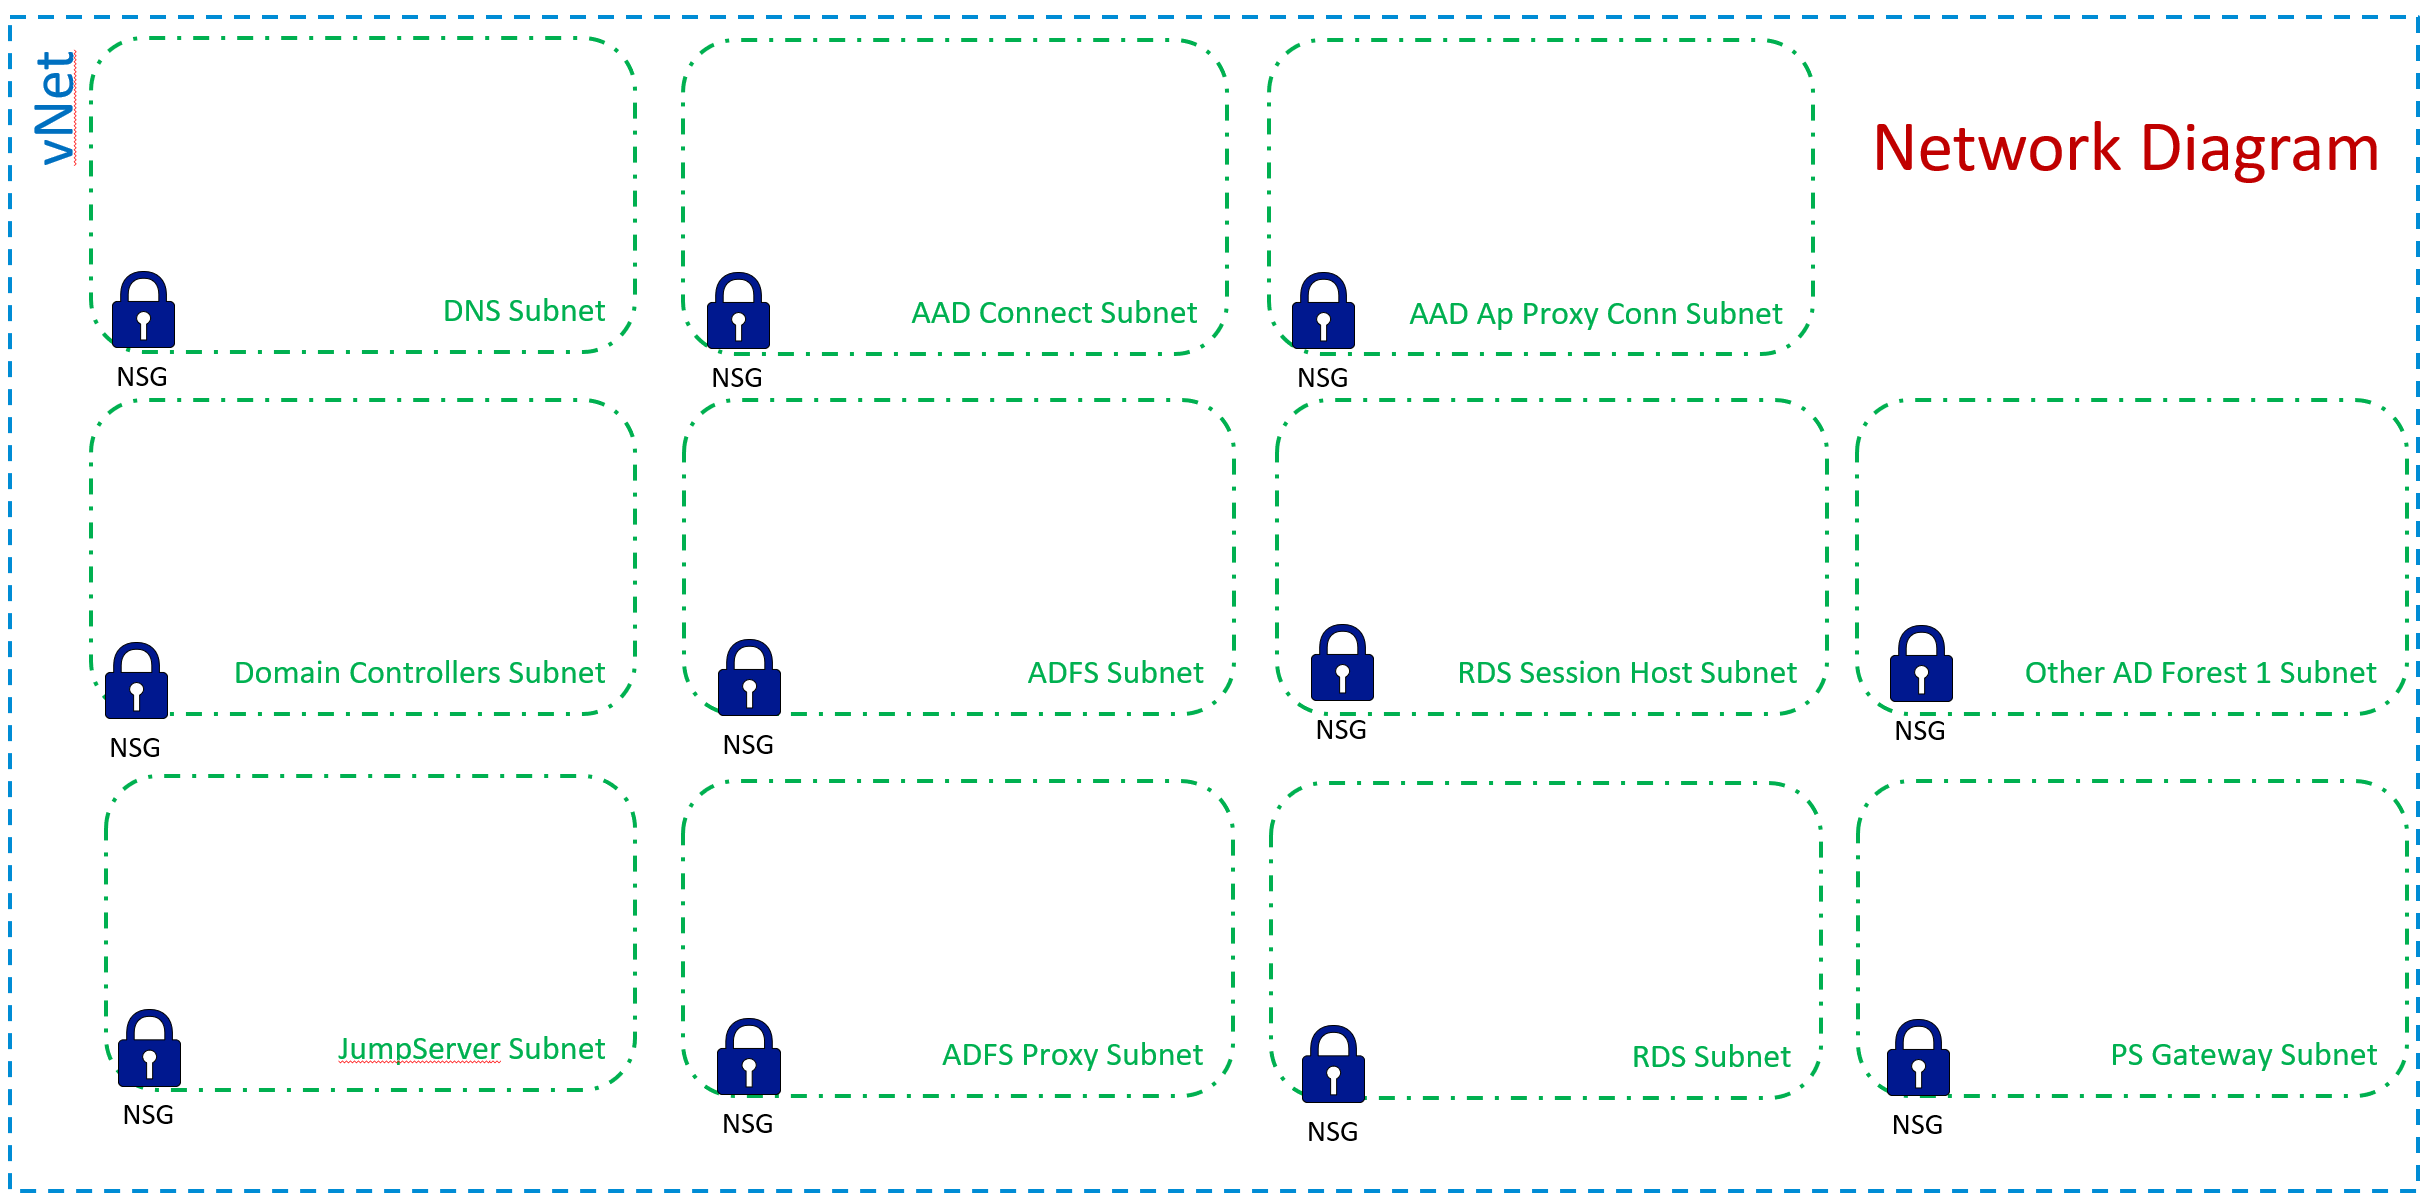 vNet
Network Diagram
DNS Subnet
AAD Connect Subnet
AAD Ap Proxy Conn Subnet
NSG
NSG
NSG
Domain Controllers Subnet
ADFS Subnet
RDS Session Host Subnet
Other AD Forest 1 Subnet
NSG
NSG
NSG
NSG
JumpServer Subnet
ADFS Proxy Subnet
RDS Subnet
PS Gateway Subnet
NSG
NSG
NSG
NSG